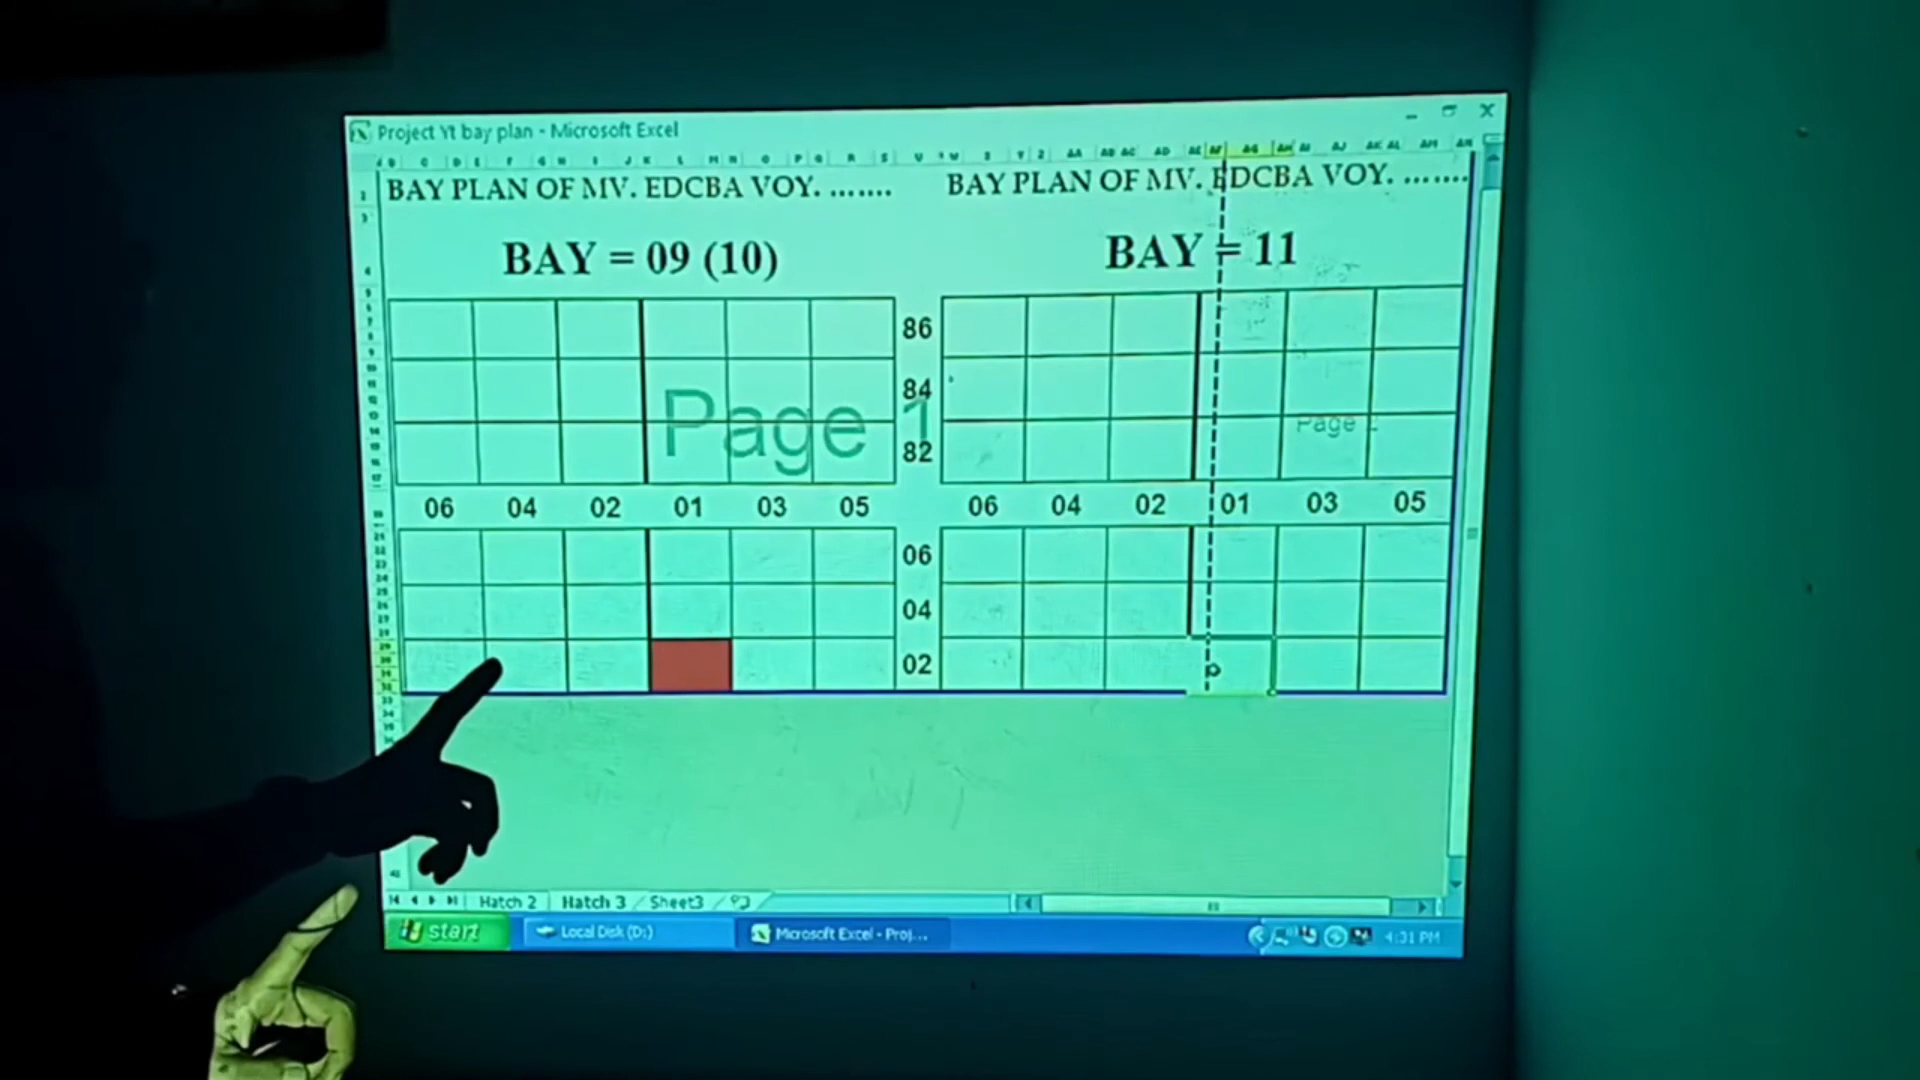 Project Yt bay plan - Microsoft Excel
BAY PLAN OF MV. EDCBA VOY. ....... BAY PLAN OF MV. EDCBA VOY. .......
BAY = 09 (10) BAY = 11
86
84
Page 1 Page
82
06 04 02 01 03 05 06 04 02 01 03 05
06
04
02
Hatch 2 Hatch 3 Sheet3
start Local Disk (D:) Microsoft Excel - Proj... 4:31 PM